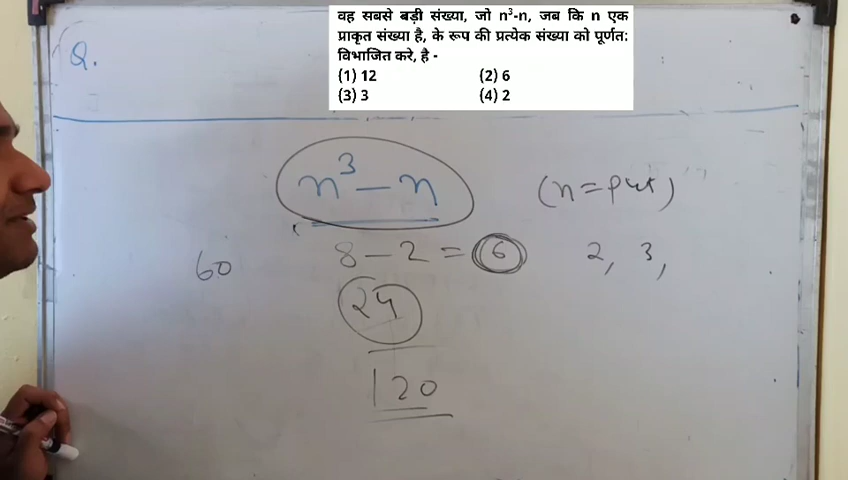 वह सबसे बड़ी संख्या, जो n³-n, जब कि n एक
प्राकृत संख्या है, के रूप की प्रत्येक संख्या को पूर्णत:
विभाजित करे, है -
(1) 12 (2) 6
(3) 3 (4) 2
Q.
n³ – n (n = put)
60 8 – 2 = 6 2, 3,
24
120